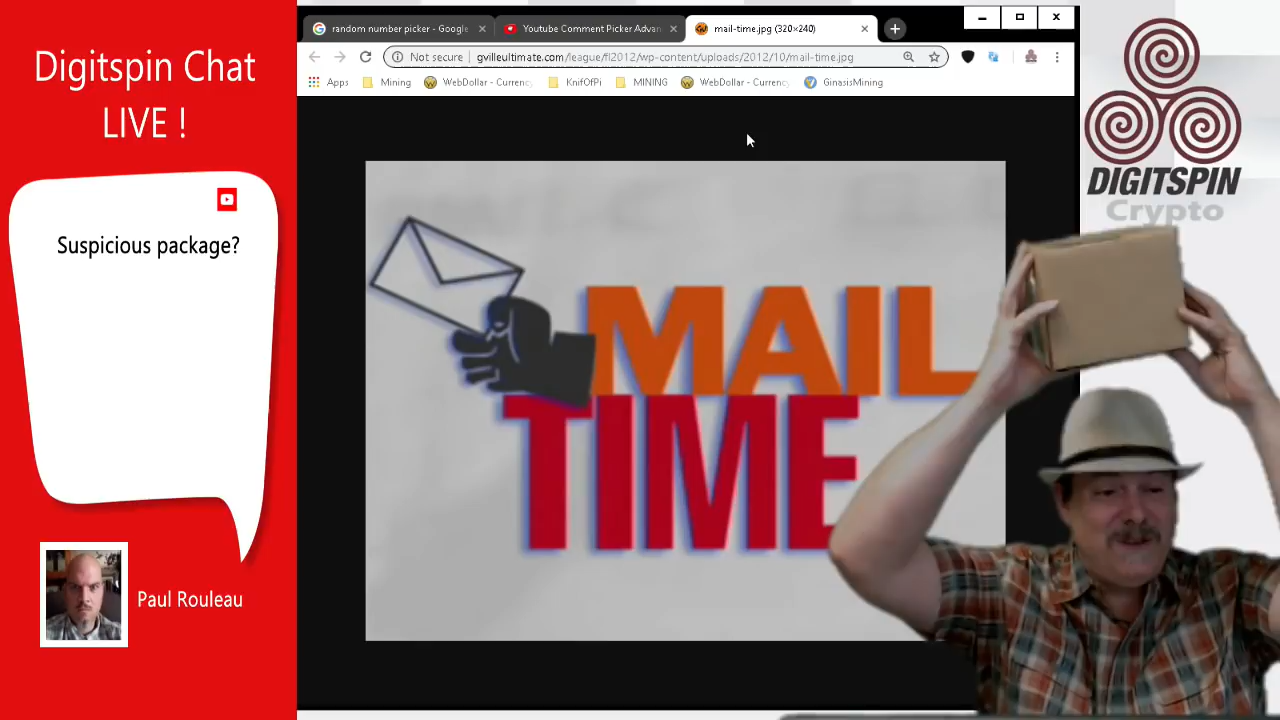 Digitspin Chat
LIVE !
Suspicious package?
Paul Rouleau
random number picker - Google
Youtube Comment Picker Advan
mail-time.jpg (320×240)
Not secure
gvilleultimate.com/league/fl2012/wp-content/uploads/2012/10/mail-time.jpg
Apps
Mining
WebDollar - Currenc
KnifOfPi
MINING
WebDollar - Currenc
GinasisMining
MAIL
TIME
DIGITSPIN
Crypto